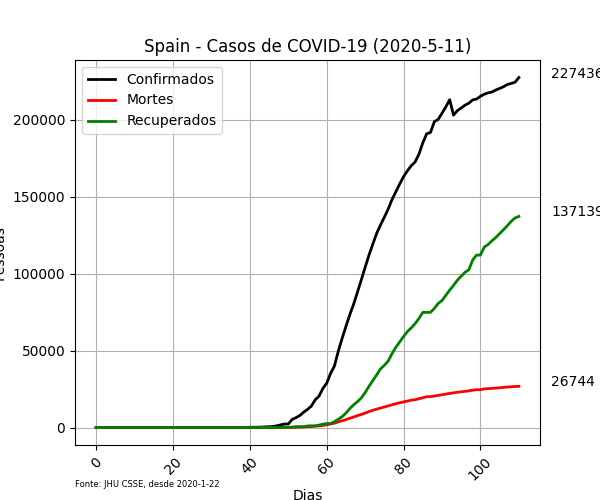 Spain - Casos de COVID-19 (2020-5-11)
Confirmados
Mortes
Recuperados
227436
137139
26744
200000
150000
100000
50000
0
Pessoas
0
20
40
60
80
100
Fonte: JHU CSSE, desde 2020-1-22
Dias